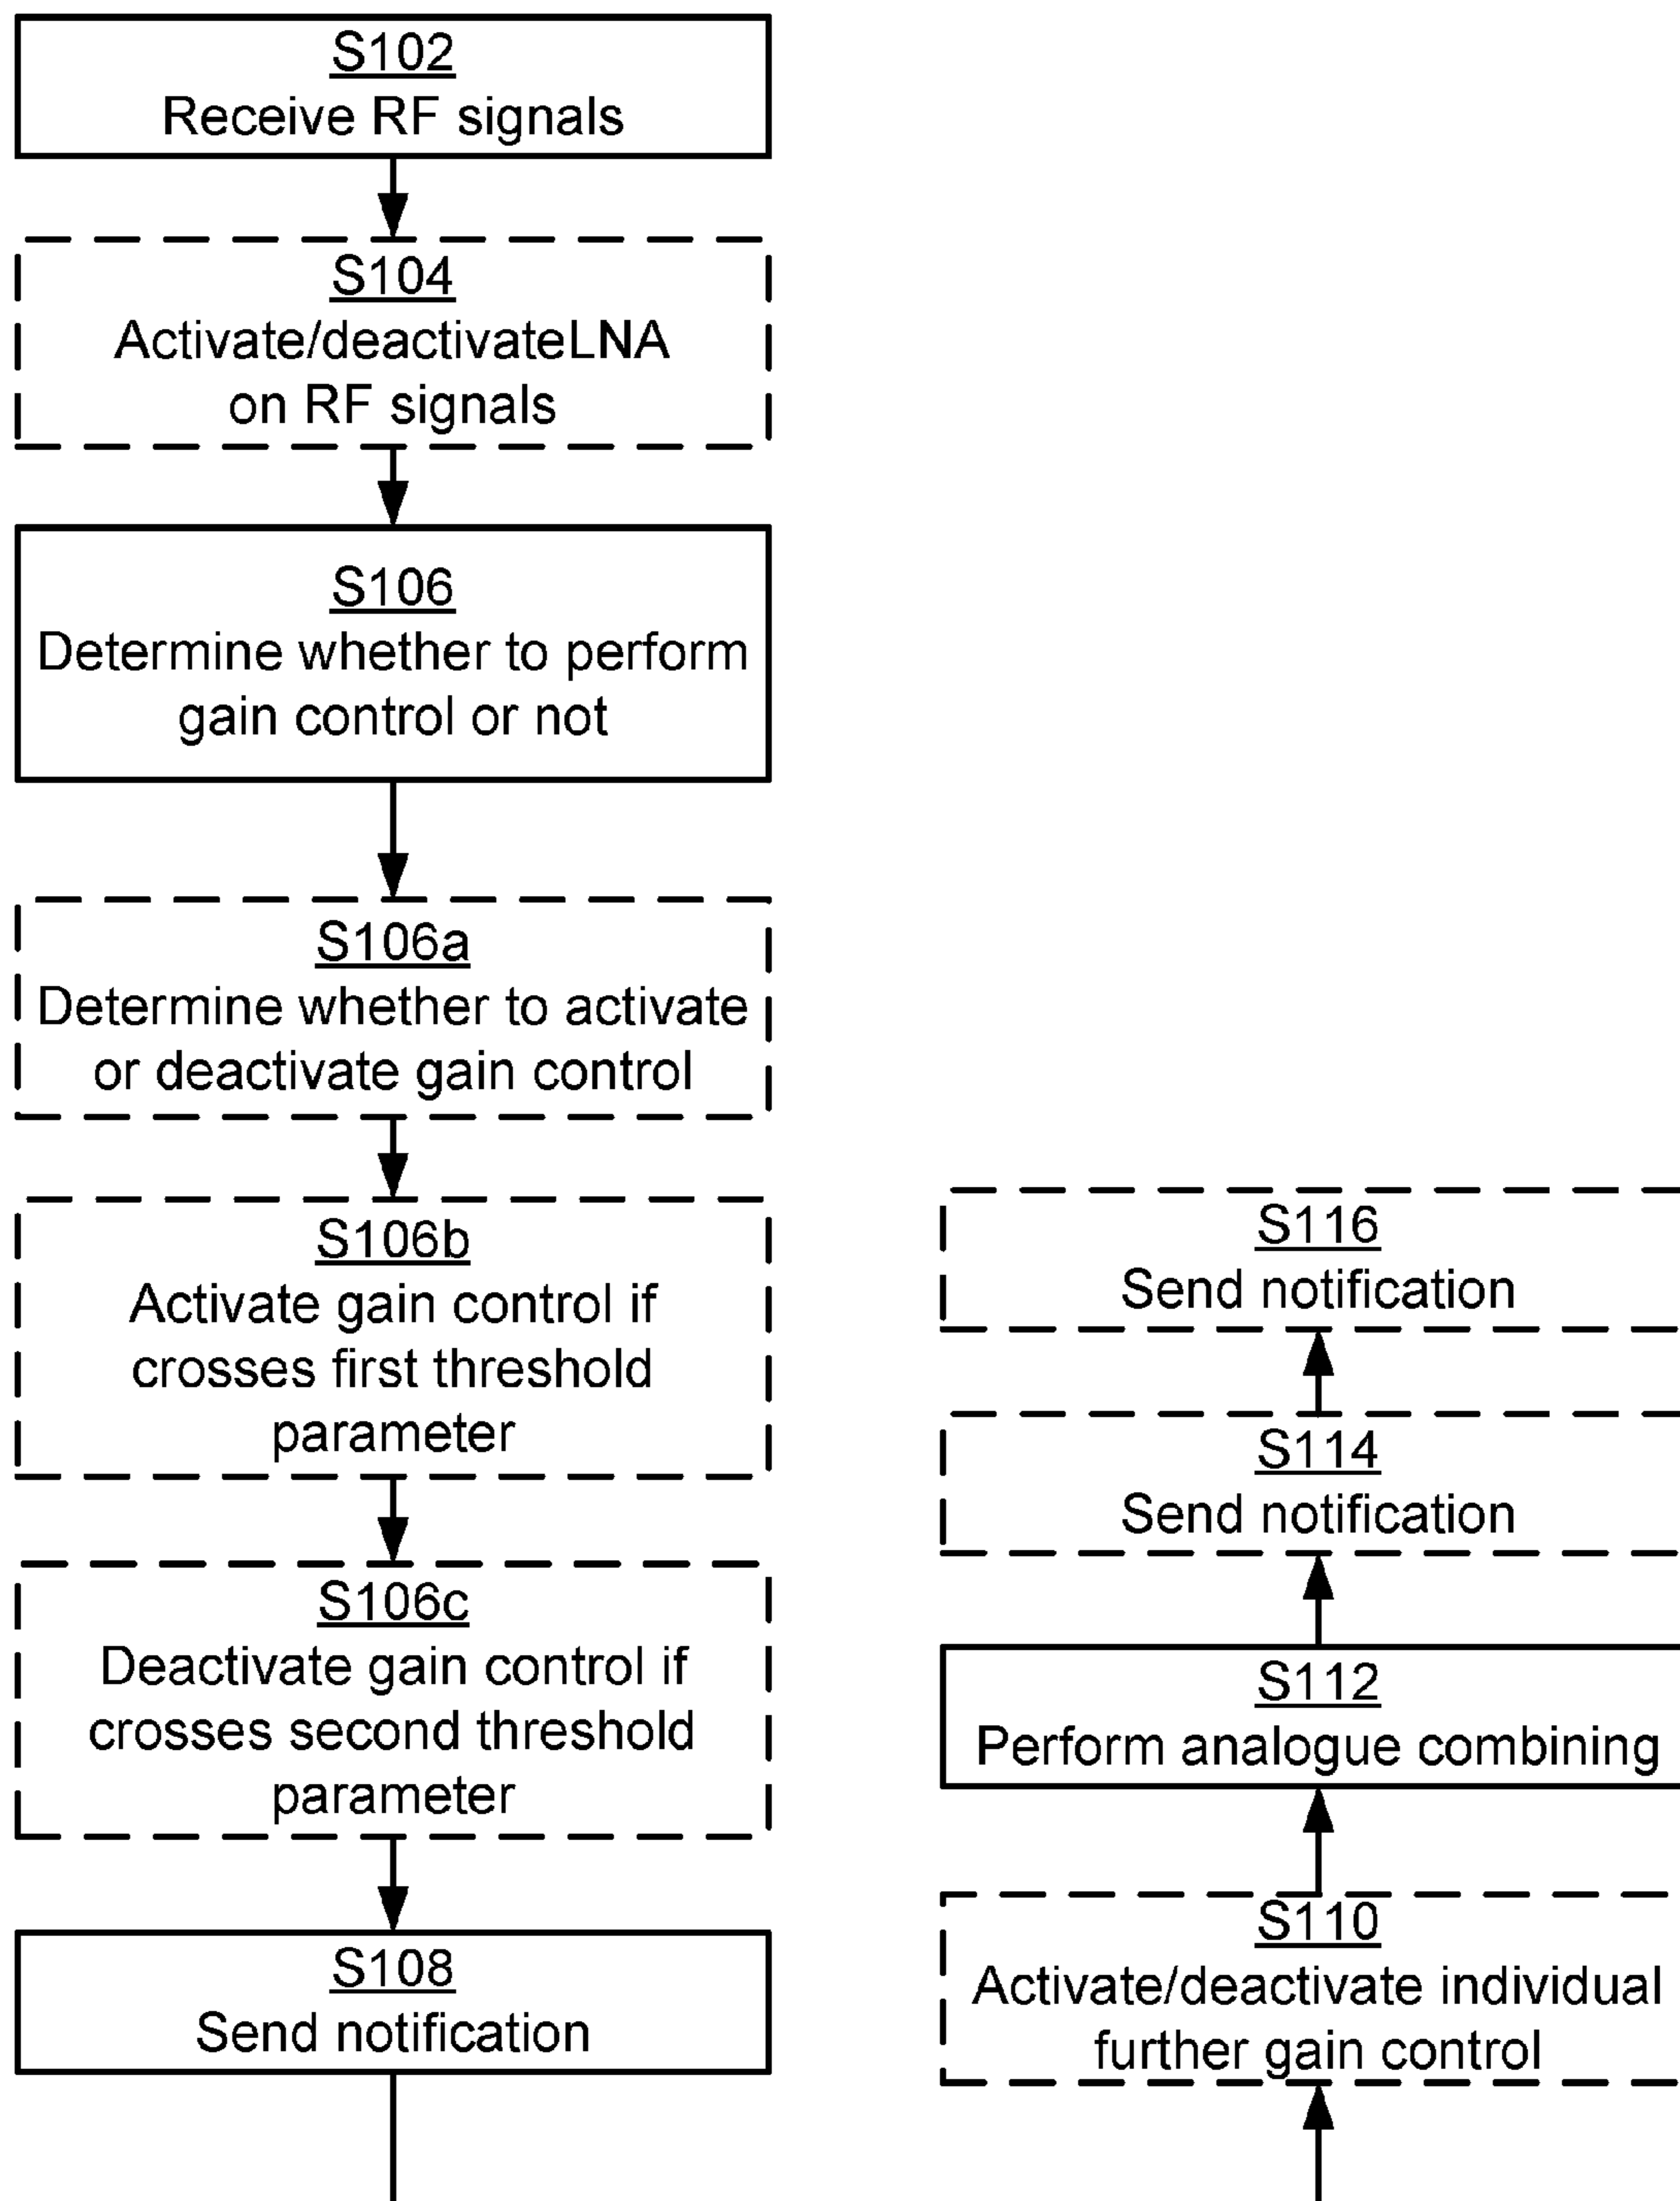 S102
Receive RF signals
S104
Activate/deactivateLNA
on RF signals
S106
Determine whether to perform
gain control or not
S106a
Determine whether to activate
or deactivate gain control
S106b
Activate gain control if
crosses first threshold
parameter
S106c
Deactivate gain control if
crosses second threshold
parameter
S108
Send notification
S110
Activate/deactivate individual
further gain control
S112
Perform analogue combining
S114
Send notification
S116
Send notification